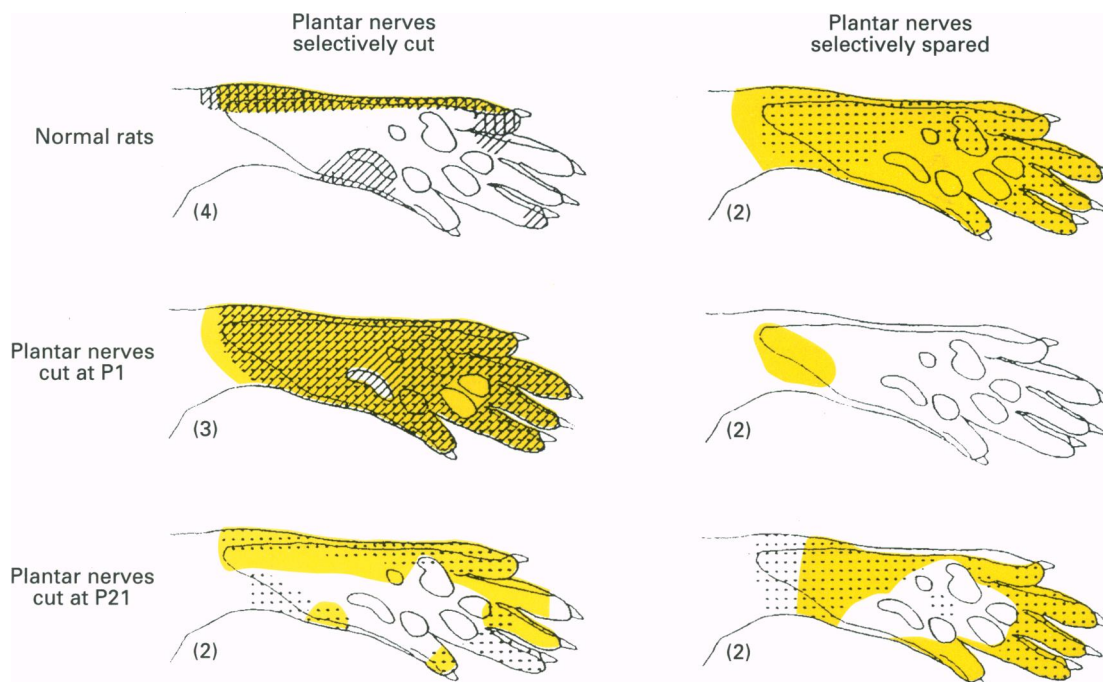 Plantar nerves
selectively cut
Plantar nerves
selectively spared
Normal rats
(4)
(2)
Plantar nerves
cut at P1
(3)
(2)
Plantar nerves
cut at P21
(2)
(2)